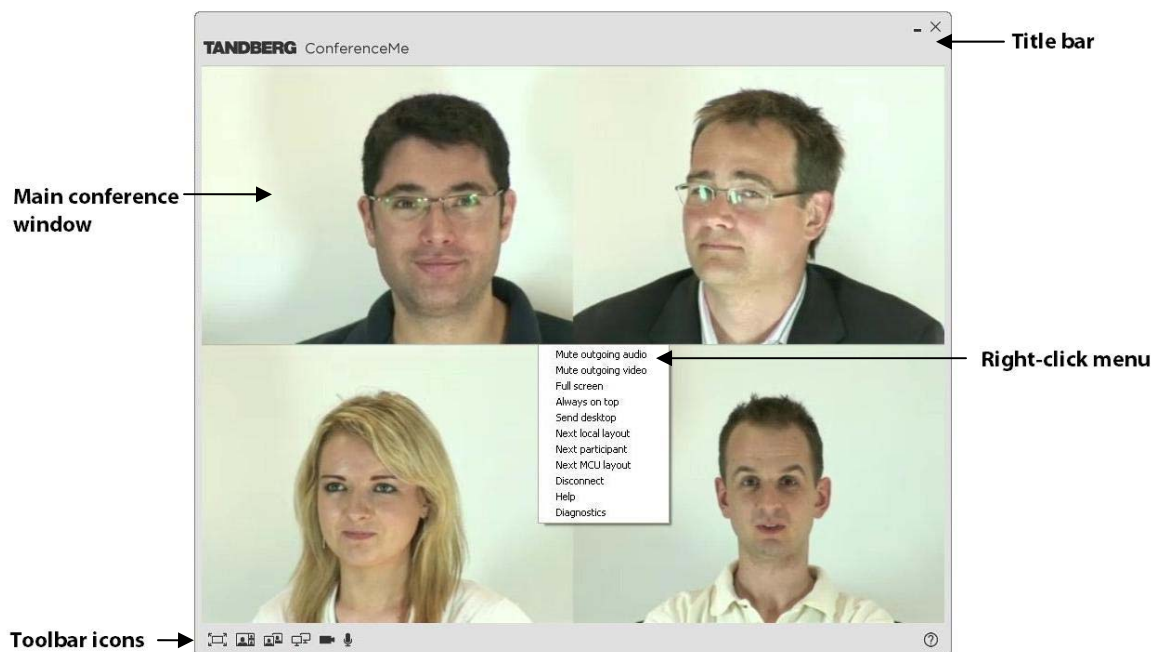 TANDBERG ConferenceMe
Title bar
Main conference
window
Mute outgoing audio
Mute outgoing video
Full screen
Always on top
Send desktop
Next local layout
Next participant
Next MCU layout
Disconnect
Help
Diagnostics
Right-click menu
Toolbar icons